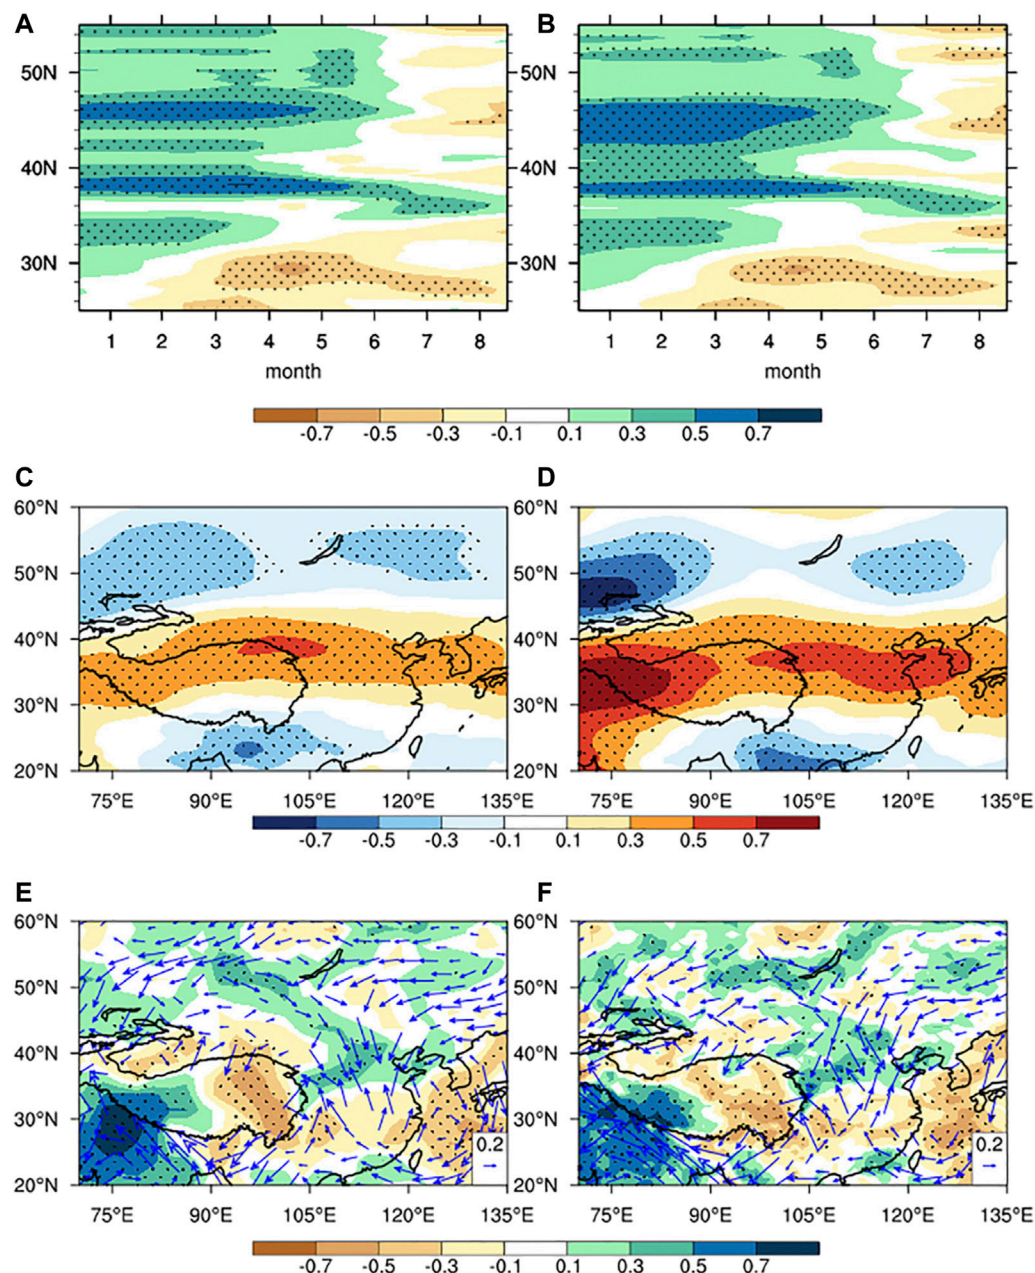 A B
50N 50N
40N 40N
30N 30N
1 2 3 4 5 6 7 8 1 2 3 4 5 6 7 8
month month
-0.7 -0.5 -0.3 -0.1 0.1 0.3 0.5 0.7
C D
60°N 60°N
50°N 50°N
40°N 40°N
30°N 30°N
20°N 20°N
75°E 90°E 105°E 120°E 135°E 75°E 90°E 105°E 120°E 135°E
-0.7 -0.5 -0.3 -0.1 0.1 0.3 0.5 0.7
E F
60°N 60°N
50°N 50°N
40°N 40°N
30°N 30°N
0.2 0.2
20°N 20°N
75°E 90°E 105°E 120°E 135°E 75°E 90°E 105°E 120°E 135°E
-0.7 -0.5 -0.3 -0.1 0.1 0.3 0.5 0.7